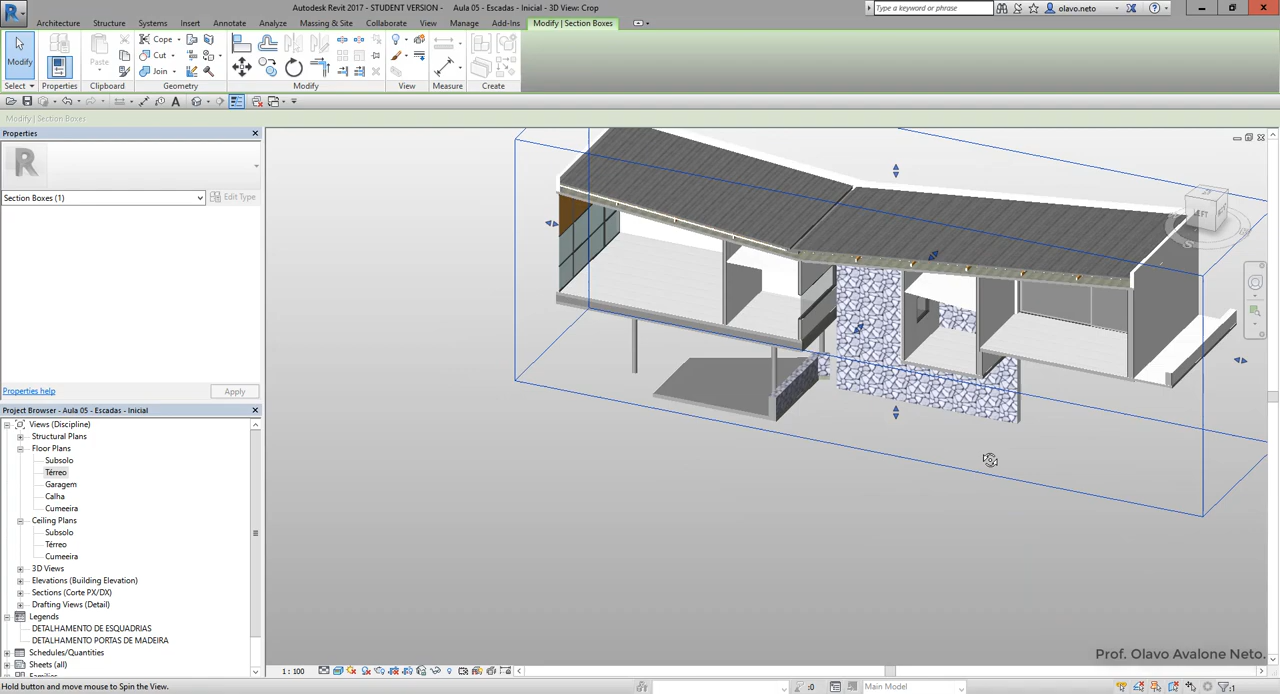 Autodesk Revit 2017 - STUDENT VERSION - Aula 05 - Escadas - Inicial - 3D View: Crop
Type a keyword or phrase
olavo.neto
Architecture Structure Systems Insert Annotate Analyze Massing & Site Collaborate View Manage Add-Ins Modify | Section Boxes
Modify
Paste
Cope
Cut
Join
Select Properties Clipboard Geometry Modify View Measure Create
Modify | Section Boxes
Properties
Section Boxes (1)
Edit Type
Properties help
Apply
Project Browser - Aula 05 - Escadas - Inicial
Views (Discipline)
Structural Plans
Floor Plans
Subsolo
Térreo
Garagem
Calha
Cumeeira
Ceiling Plans
Subsolo
Térreo
Cumeeira
3D Views
Elevations (Building Elevation)
Sections (Corte PX/DX)
Drafting Views (Detail)
Legends
DETALHAMENTO DE ESQUADRIAS
DETALHAMENTO PORTAS DE MADEIRA
Schedules/Quantities
Sheets (all)
LEFT
1 : 100
Prof. Olavo Avalone Neto.
Hold button and move mouse to Spin the View.
:0
Main Model
:1